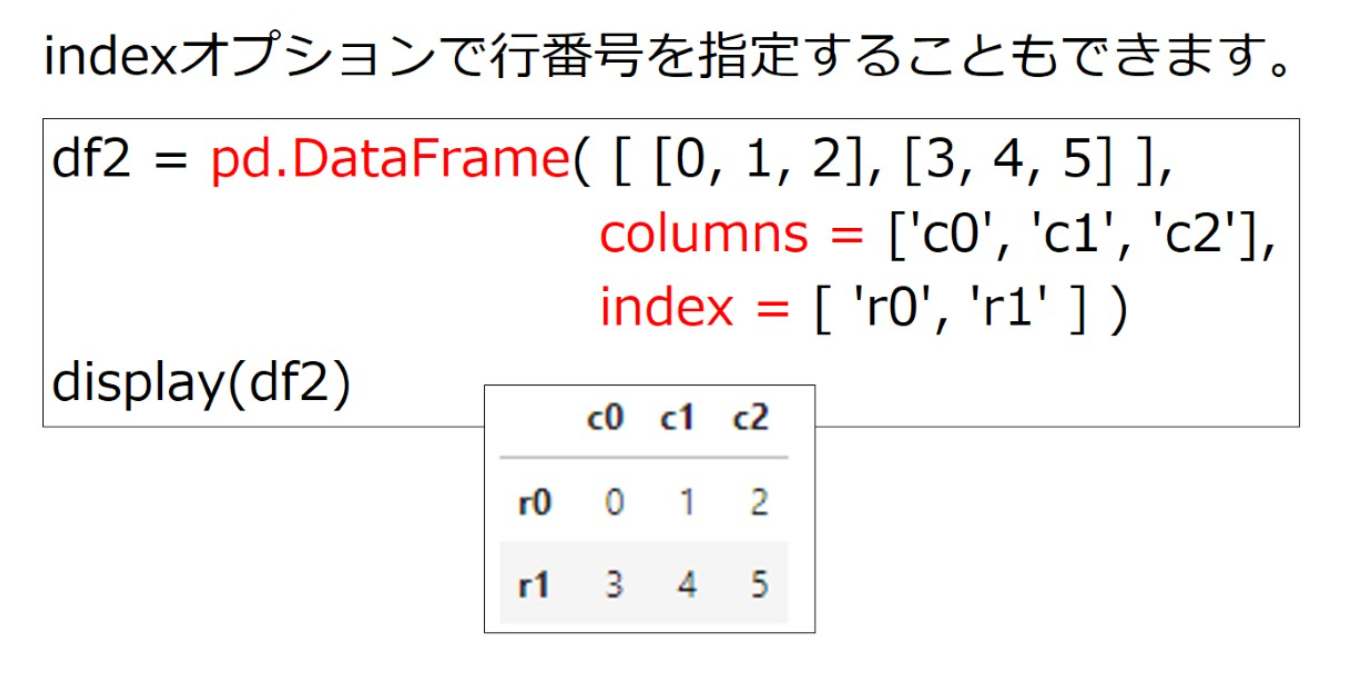 indexオプションで行番号を指定することもできます。
df2 = pd.DataFrame( [ [0, 1, 2], [3, 4, 5] ],
columns = ['c0', 'c1', 'c2'],
index = [ 'r0', 'r1' ] )
display(df2)
c0 c1 c2
r0 0 1 2
r1 3 4 5